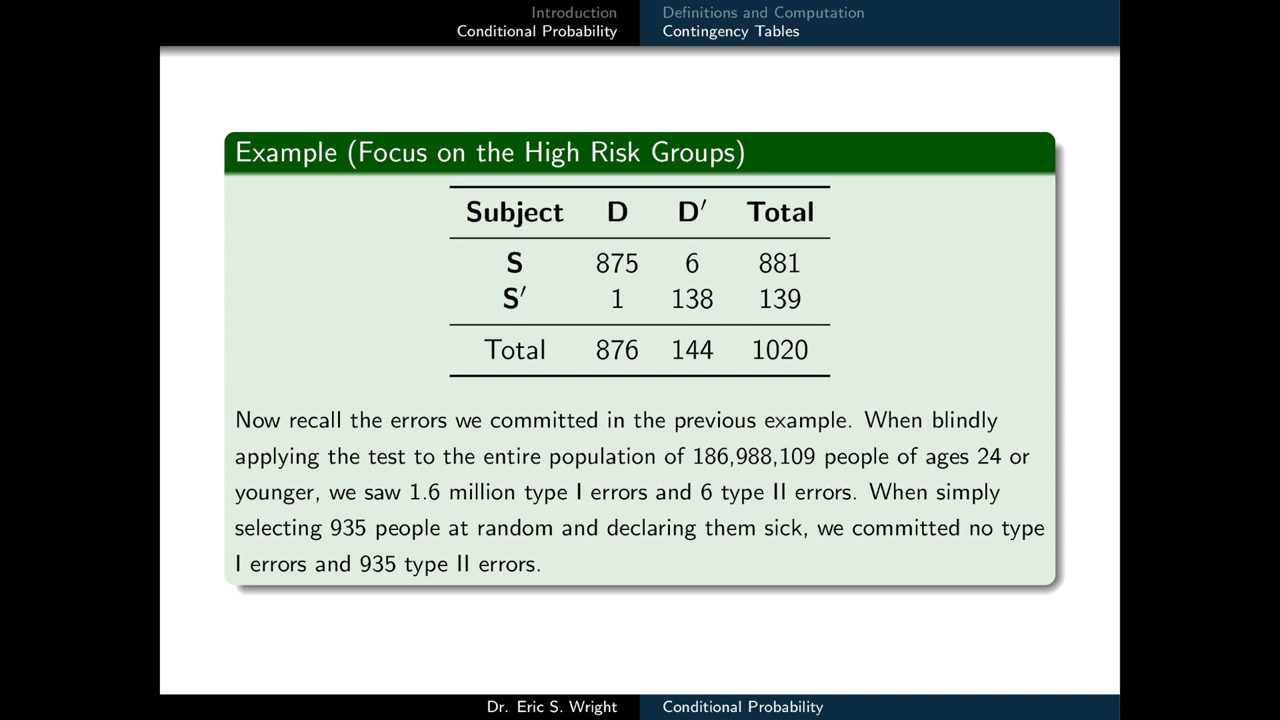 Introduction
Conditional Probability
Definitions and Computation
Contingency Tables
Example (Focus on the High Risk Groups)
Subject D D′ Total
S 875 6 881
S′ 1 138 139
Total 876 144 1020
Now recall the errors we committed in the previous example. When blindly
applying the test to the entire population of 186,988,109 people of ages 24 or
younger, we saw 1.6 million type I errors and 6 type II errors. When simply
selecting 935 people at random and declaring them sick, we committed no type
I errors and 935 type II errors.
Dr. Eric S. Wright
Conditional Probability